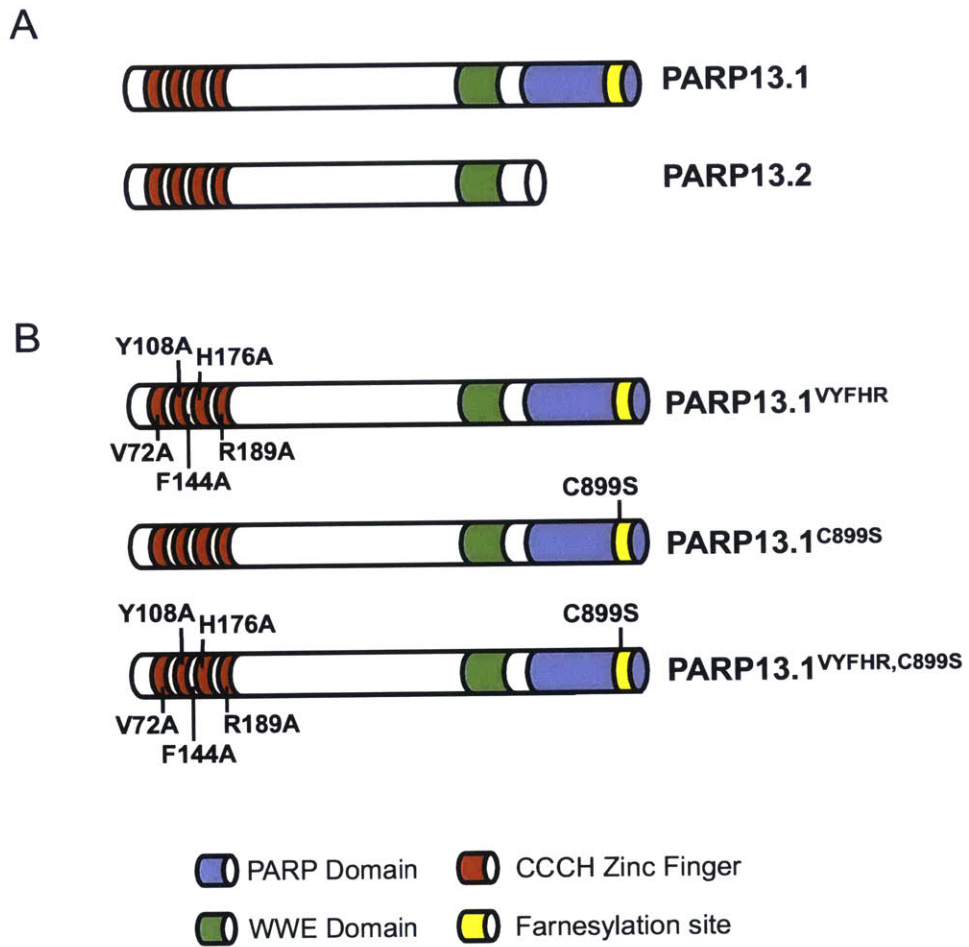 A
PARP13.1
PARP13.2
B
Y108A
H176A
PARP13.1VYFHR
V72A
R189A
F144A
C899S
PARP13.1C899S
Y108A
H176A
C899S
PARP13.1VYFHR,C899S
V72A
R189A
F144A
PARP Domain
CCCH Zinc Finger
WWE Domain
Farnesylation site